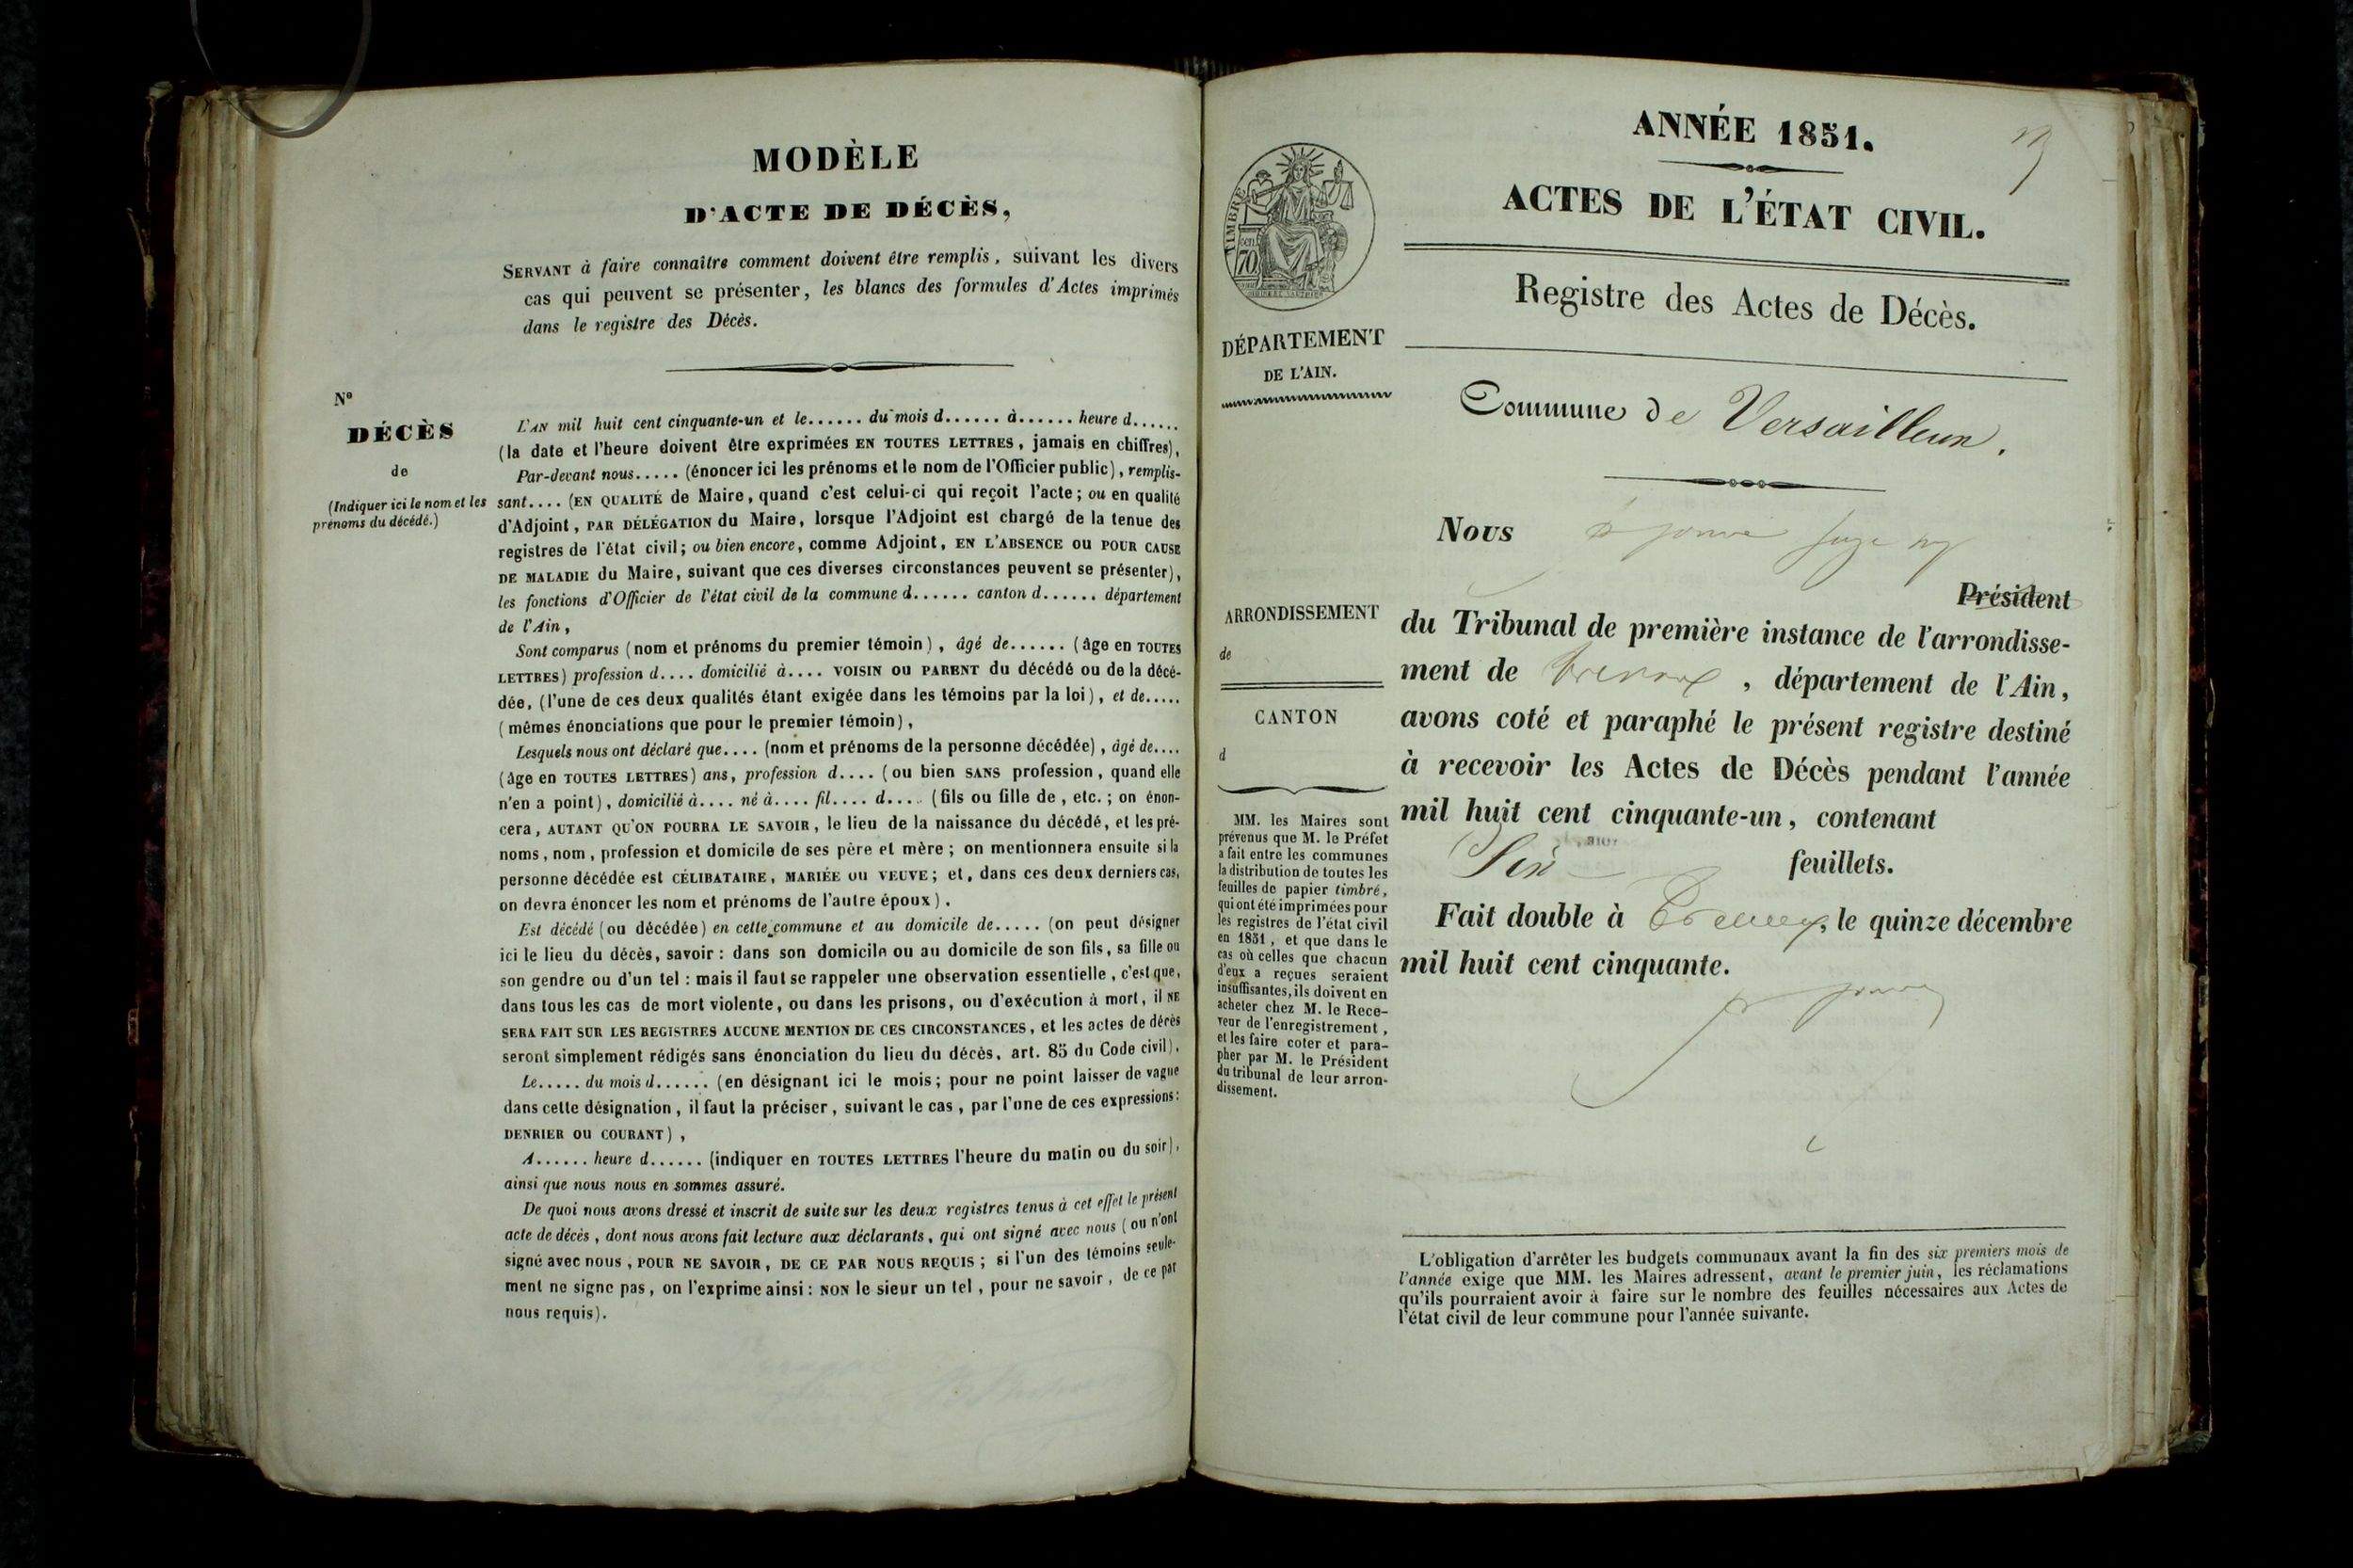 MODÈLE
D'ACTE DE DÉCÈS,
SERVANT à faire connaître comment doivent être remplis, suivant les divers
cas qui peuvent se présenter, les blancs des formules d'Actes imprimés
dans le registre des Décès.
N°
DÉCÈS
de
(Indiquer ici le nom et les
prénoms du décédé.)
L'AN mil huit cent cinquante-un et le...... du mois d...... à...... heure d......
(la date et l'heure doivent être exprimées EN TOUTES LETTRES, jamais en chiffres),
Par-devant nous..... (énoncer ici les prénoms et le nom de l'Officier public), remplis-
sant.... (EN QUALITÉ de Maire, quand c'est celui-ci qui reçoit l'acte; ou en qualité
d'Adjoint, PAR DÉLÉGATION du Maire, lorsque l'Adjoint est chargé de la tenue des
registres de l'état civil; ou bien encore, comme Adjoint, EN L'ABSENCE OU POUR CAUSE
DE MALADIE du Maire, suivant que ces diverses circonstances peuvent se présenter),
les fonctions d'Officier de l'état civil de la commune d...... canton d...... département
de l'Ain,
Sont comparus (nom et prénoms du premier témoin), âgé de...... (âge en TOUTES
LETTRES) profession d.... domicilié à.... VOISIN OU PARENT du décédé ou de la décé-
dée, (l'une de ces deux qualités étant exigée dans les témoins par la loi), et de.....
(mêmes énonciations que pour le premier témoin),
Lesquels nous ont déclaré que.... (nom et prénoms de la personne décédée), âgé de....
(âge en TOUTES LETTRES) ans, profession d.... (ou bien SANS profession, quand elle
n'en a point), domicilié à.... né à.... fil.... d.... (fils ou fille de, etc.; on énon-
cera, AUTANT QU'ON POURRA LE SAVOIR, le lieu de la naissance du décédé, et les pré-
noms, nom, profession et domicile de ses père et mère; on mentionnera ensuite si la
personne décédée est CÉLIBATAIRE, MARIÉE OU VEUVE; et, dans ces deux derniers cas,
on devra énoncer les nom et prénoms de l'autre époux).
Est décédé (ou décédée) en cette commune et au domicile de..... (on peut désigner
ici le lieu du décès, savoir: dans son domicile ou au domicile de son fils, sa fille ou
son gendre ou d'un tel: mais il faut se rappeler une observation essentielle, c'est que,
dans tous les cas de mort violente, ou dans les prisons, ou d'exécution à mort, il NE
SERA FAIT SUR LES REGISTRES AUCUNE MENTION DE CES CIRCONSTANCES, et les actes de décès
seront simplement rédigés sans énonciation du lieu du décès, art. 85 du Code civil).
Le..... du mois d...... (en désignant ici le mois; pour ne point laisser de vague
dans cette désignation, il faut la préciser, suivant le cas, par l'une de ces expressions:
DENRIER OU COURANT),
A...... heure d...... (indiquer en TOUTES LETTRES l'heure du matin ou du soir),
ainsi que nous nous en sommes assuré.
De quoi nous avons dressé et inscrit de suite sur les deux registres tenus à cet effet le présent
acte de décès, dont nous avons fait lecture aux déclarants, qui ont signé avec nous (ou n'ont
signé avec nous, POUR NE SAVOIR, DE CE PAR NOUS REQUIS; si l'un des témoins seule-
ment ne signe pas, on l'exprime ainsi: NON le sieur un tel, pour ne savoir, de ce par
nous requis).
ANNÉE 1851.
ACTES DE L'ÉTAT CIVIL.
Registre des Actes de Décès.
TIMBRE
70
DÉPARTEMENT
DE L'AIN.
Commune de Versailleux.
Nous
Président
du Tribunal de première instance de l'arrondisse-
ment de Trévoux, département de l'Ain,
avons coté et paraphé le présent registre destiné
à recevoir les Actes de Décès pendant l'année
mil huit cent cinquante-un, contenant
Six feuillets.
Fait double à Trévoux, le quinze décembre
mil huit cent cinquante.
ARRONDISSEMENT
de
CANTON
d
MM. les Maires sont
prévenus que M. le Préfet
a fait entre les communes
la distribution de toutes les
feuilles de papier timbré,
qui ont été imprimées pour
les registres de l'état civil
en 1851, et que dans le
cas où celles que chacun
d'eux a reçues seraient
insuffisantes, ils doivent en
acheter chez M. le Rece-
veur de l'enregistrement,
et les faire coter et para-
pher par M. le Président
du tribunal de leur arron-
dissement.
L'obligation d'arrêter les budgets communaux avant la fin des six premiers mois de
l'année exige que MM. les Maires adressent, avant le premier juin, les réclamations
qu'ils pourraient avoir à faire sur le nombre des feuilles nécessaires aux Actes de
l'état civil de leur commune pour l'année suivante.